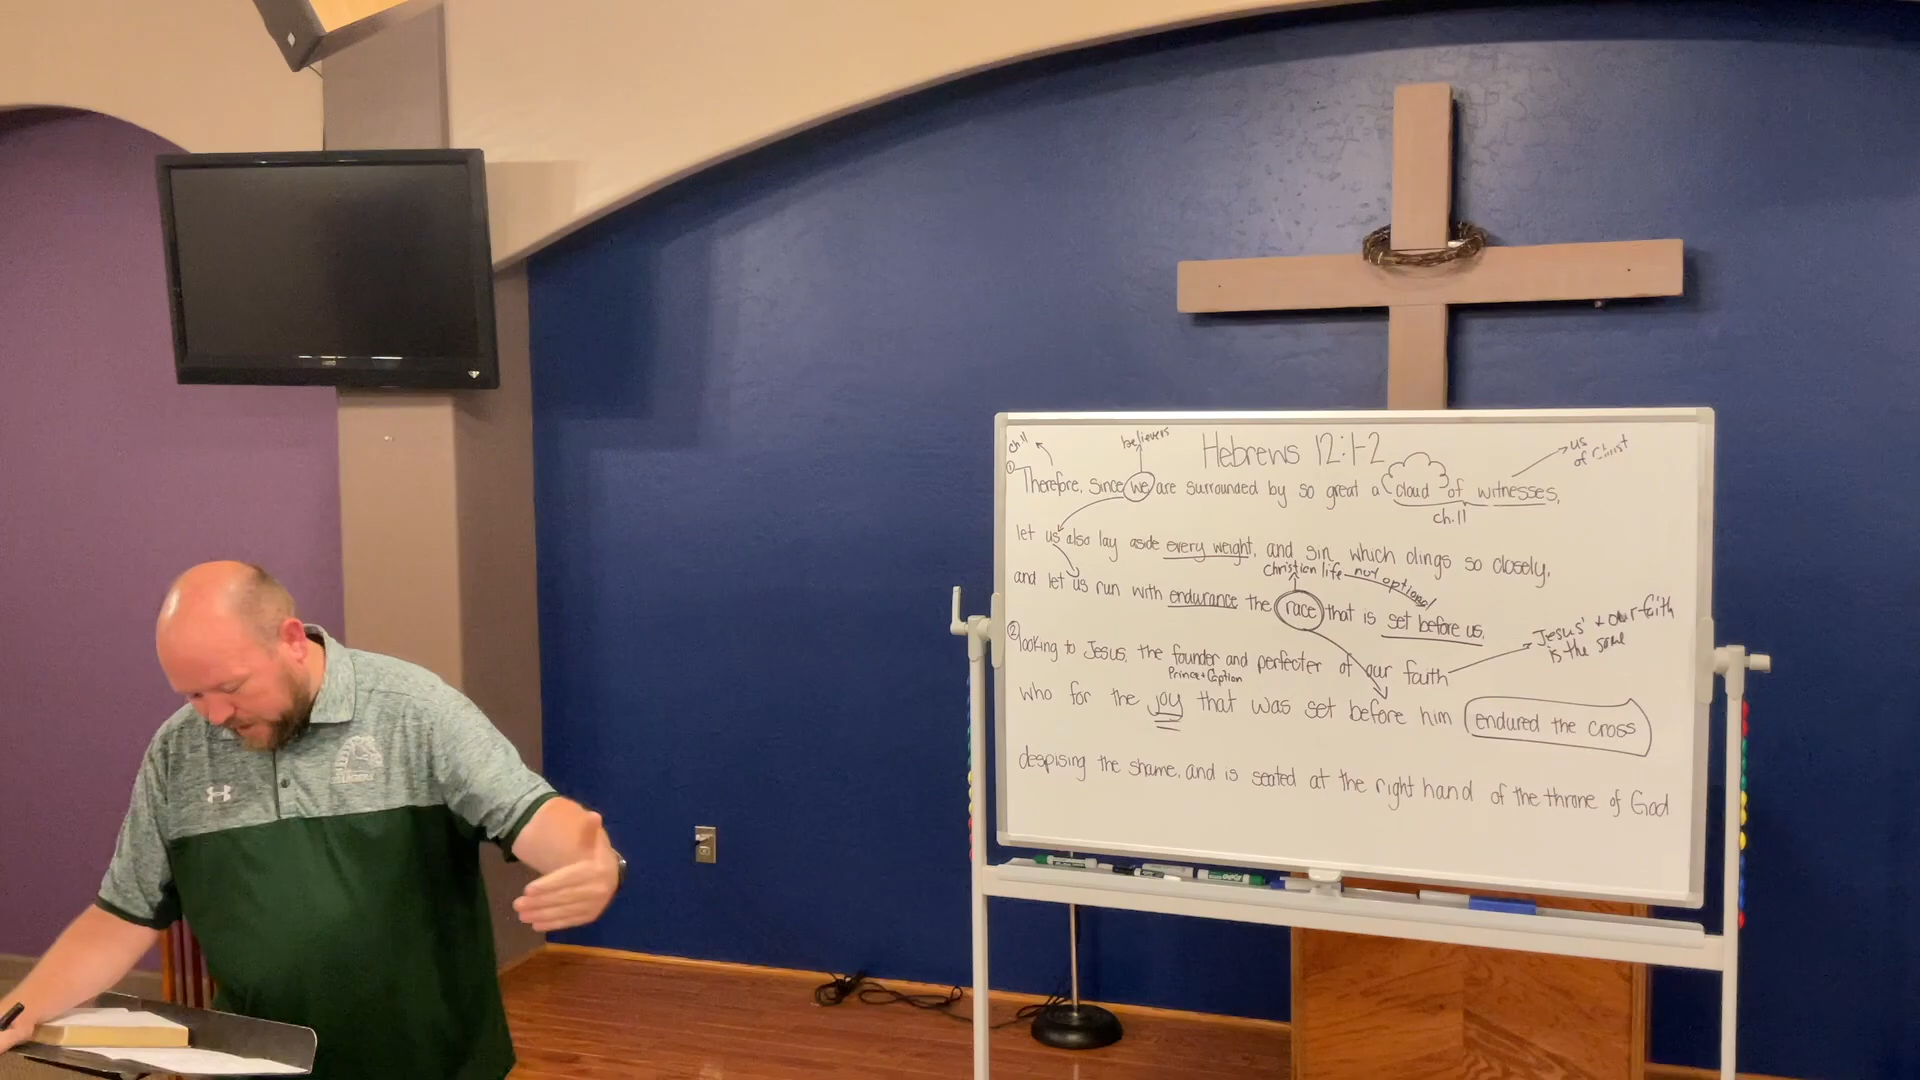 Hebrews 12:1-2
ch.11
believers
us
of Christ
① Therefore, since we are surrounded by so great a cloud of witnesses,
ch.11
let us also lay aside every weight, and sin which clings so closely,
christian life not optional
and let us run with endurance the race that is set before us.
Jesus' + our faith
is the same
② looking to Jesus, the founder and perfecter of our faith
Prince + Caption
who for the joy that was set before him endured the cross
despising the shame, and is seated at the right hand of the throne of God